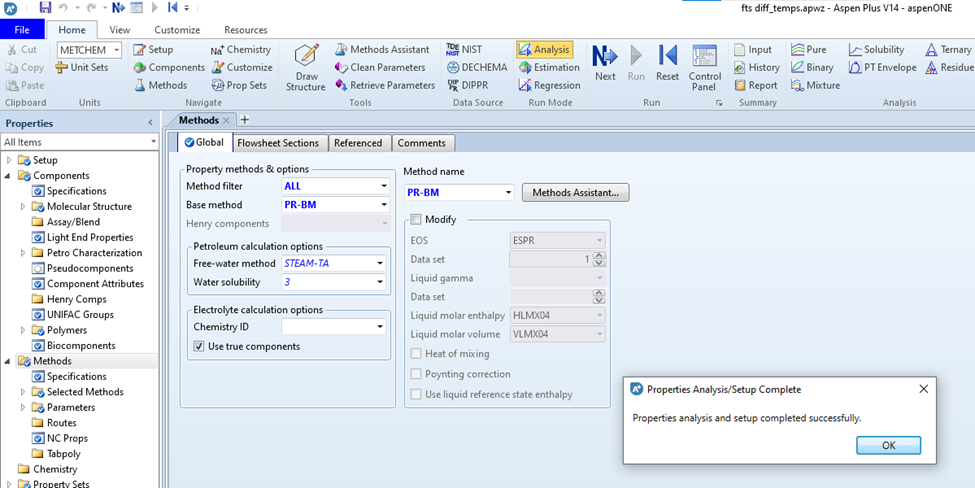 fts diff_temps.apwz - Aspen Plus V14 - aspenONE
File Home View Customize Resources
Cut METCHEM Setup Chemistry Methods Assistant NIST Analysis Input Pure Solubility Ternary
Copy Unit Sets Components Customize Clean Parameters DECHEMA Estimation History Binary PT Envelope Residue
Paste Methods Prop Sets Draw Structure Retrieve Parameters DIPPR Regression Next Run Reset Control Panel Report Mixture
Clipboard Units Navigate Tools Data Source Run Mode Run Summary Analysis
Properties
All Items
Setup
Components
Specifications
Molecular Structure
Assay/Blend
Light End Properties
Petro Characterization
Pseudocomponents
Component Attributes
Henry Comps
UNIFAC Groups
Polymers
Biocomponents
Methods
Specifications
Selected Methods
Parameters
Routes
NC Props
Tabpoly
Chemistry
Property Sets
Methods
Global Flowsheet Sections Referenced Comments
Property methods & options
Method filter ALL
Base method PR-BM
Henry components
Petroleum calculation options
Free-water method STEAM-TA
Water solubility 3
Electrolyte calculation options
Chemistry ID
Use true components
Method name
PR-BM Methods Assistant...
Modify
EOS ESPR
Data set 1
Liquid gamma
Data set
Liquid molar enthalpy HLMX04
Liquid molar volume VLMX04
Heat of mixing
Poynting correction
Use liquid reference state enthalpy
Properties Analysis/Setup Complete
Properties analysis and setup completed successfully.
OK